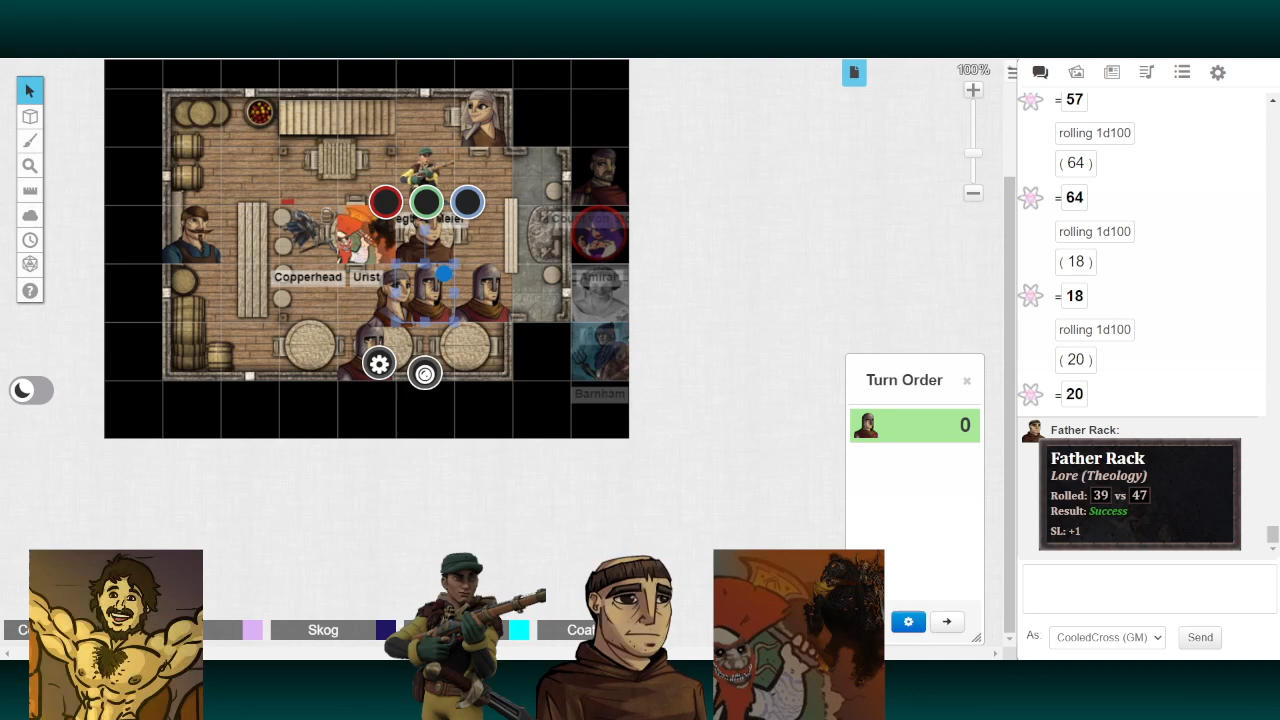 100%
= 57
rolling 1d100
( 64 )
= 64
rolling 1d100
( 18 )
= 18
rolling 1d100
( 20 )
= 20
Father Rack:
Father Rack
Lore (Theology)
Rolled: 39 vs 47
Result: Success
SL: +1
Copperhead
Urist
Amirah
Barnham
Turn Order
×
0
Skog
As:
CooledCross (GM)
Send